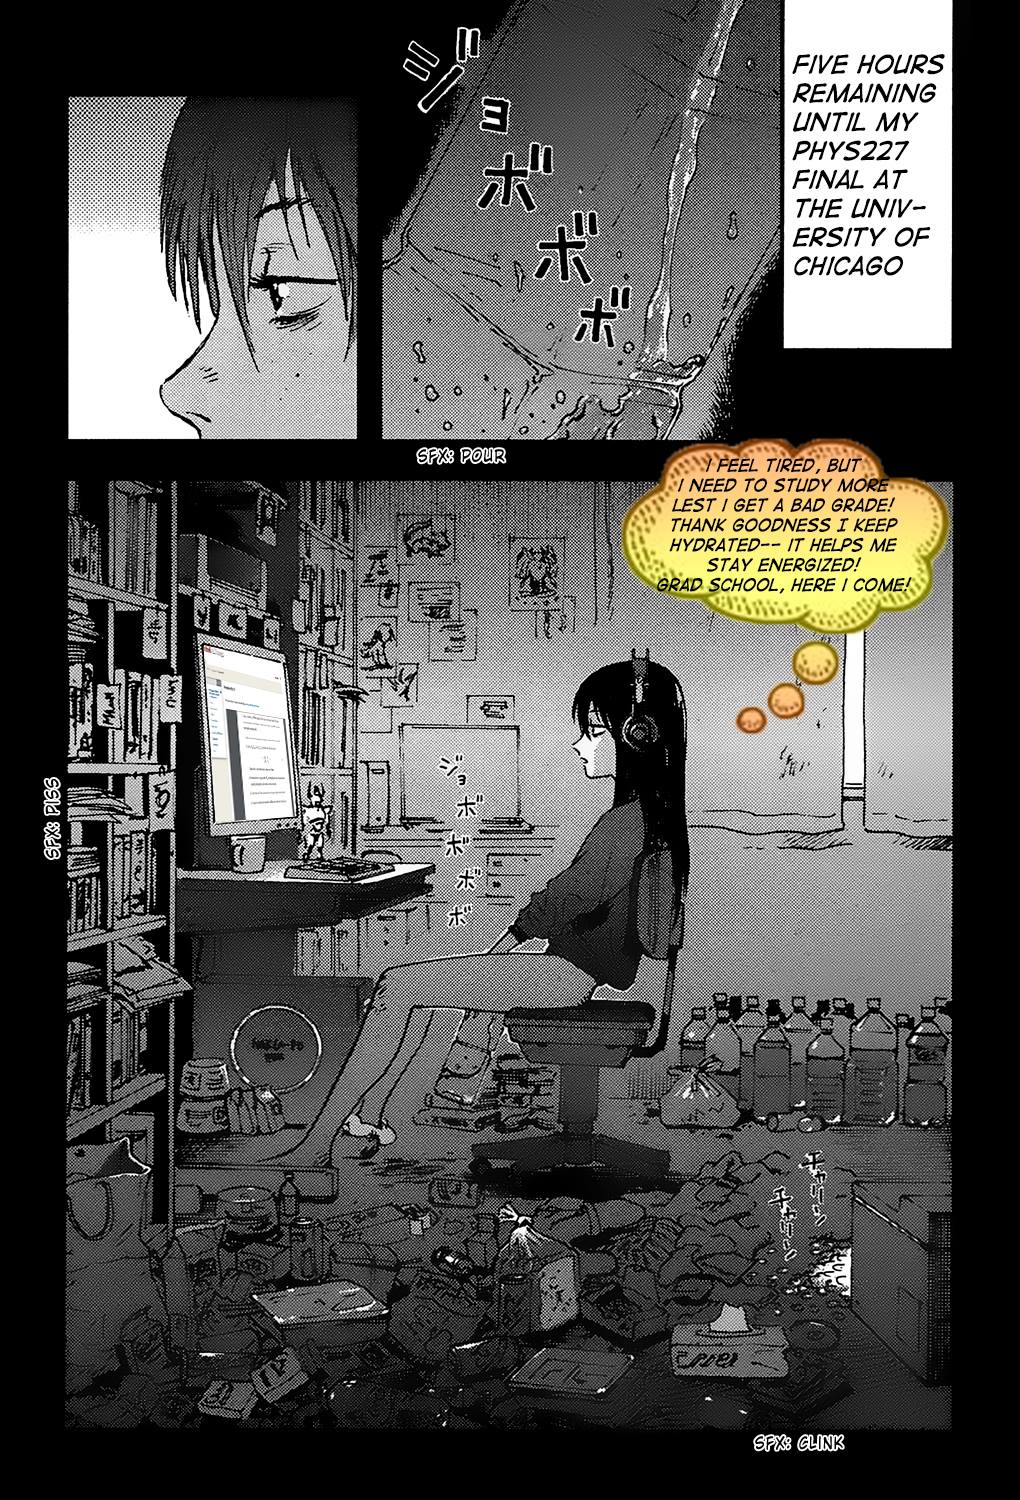 FIVE HOURS
REMAINING
UNTIL MY
PHYS227
FINAL AT
THE UNIV-
ERSITY OF
CHICAGO
ジョボボボ
SFX: POUR
I FEEL TIRED, BUT
I NEED TO STUDY MORE
LEST I GET A BAD GRADE!
THANK GOODNESS I KEEP
HYDRATED-- IT HELPS ME
STAY ENERGIZED!
GRAD SCHOOL, HERE I COME!
ジョボボボボ
SFX: PISS
チャリーン
チャリーン
SFX: CLINK